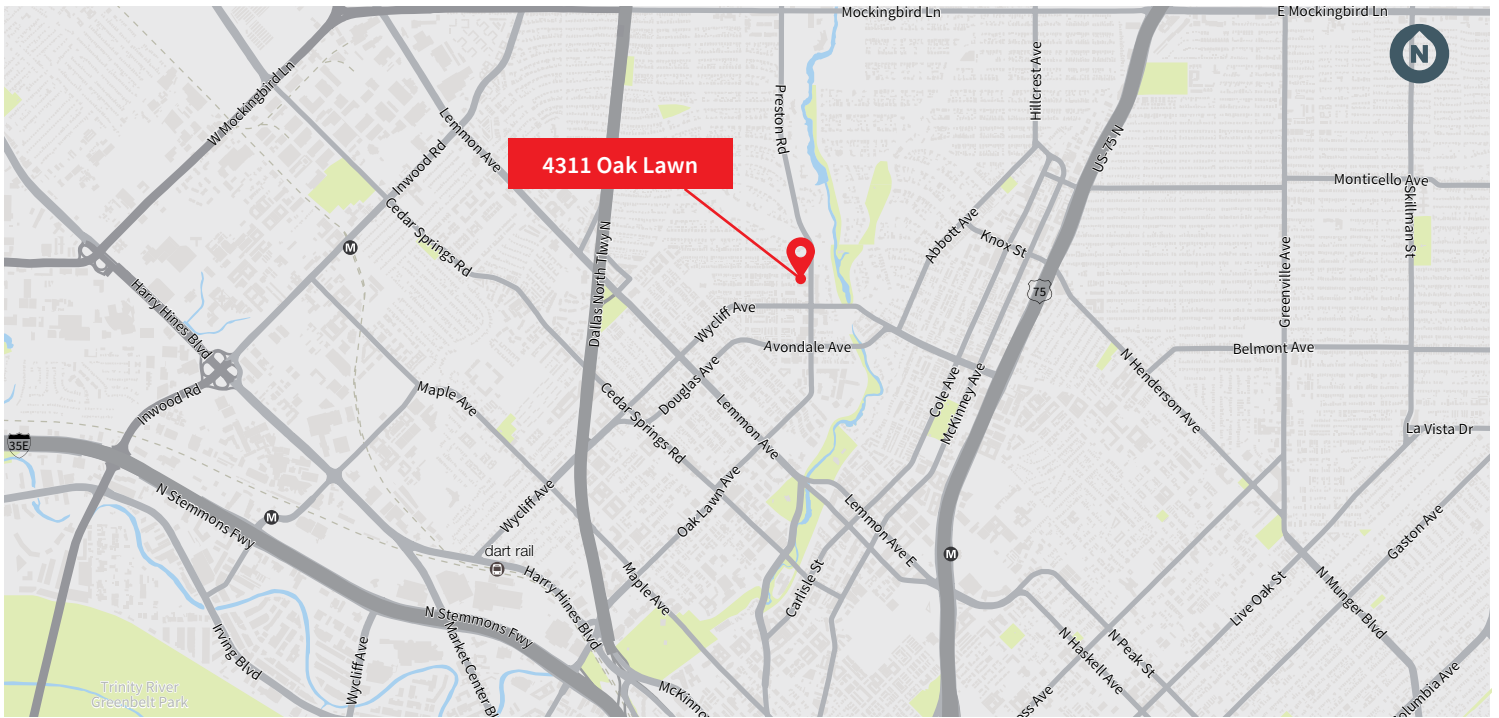 Mockingbird Ln
E Mockingbird Ln
N
W Mockingbird Ln
Lemmon Ave
Inwood Rd
Preston Rd
Hillcrest Ave
US-75 N
4311 Oak Lawn
Monticello Ave
Skillman St
Cedar Springs Rd
M
Dallas North Tlwy N
Abbott Ave
Knox St
75
Greenville Ave
Harry Hines Blvd
Wycliff Ave
Avondale Ave
Belmont Ave
Douglas Ave
N Henderson Ave
Inwood Rd
Maple Ave
Cedar Springs Rd
Lemmon Ave
Cole Ave
McKinney Ave
La Vista Dr
35E
N Stemmons Fwy
M
Wycliff Ave
Oak Lawn Ave
Lemmon Ave E
M
Gaston Ave
dart rail
Harry Hines Blvd
Maple Ave
Carlisle St
Live Oak St
N Munger Blvd
N Stemmons Fwy
Irving Blvd
Wycliff Ave
Market Center Bl
N Haskell Ave
N Peak St
Trinity River
Greenbelt Park
McKinne
oss Ave
olumbia Ave